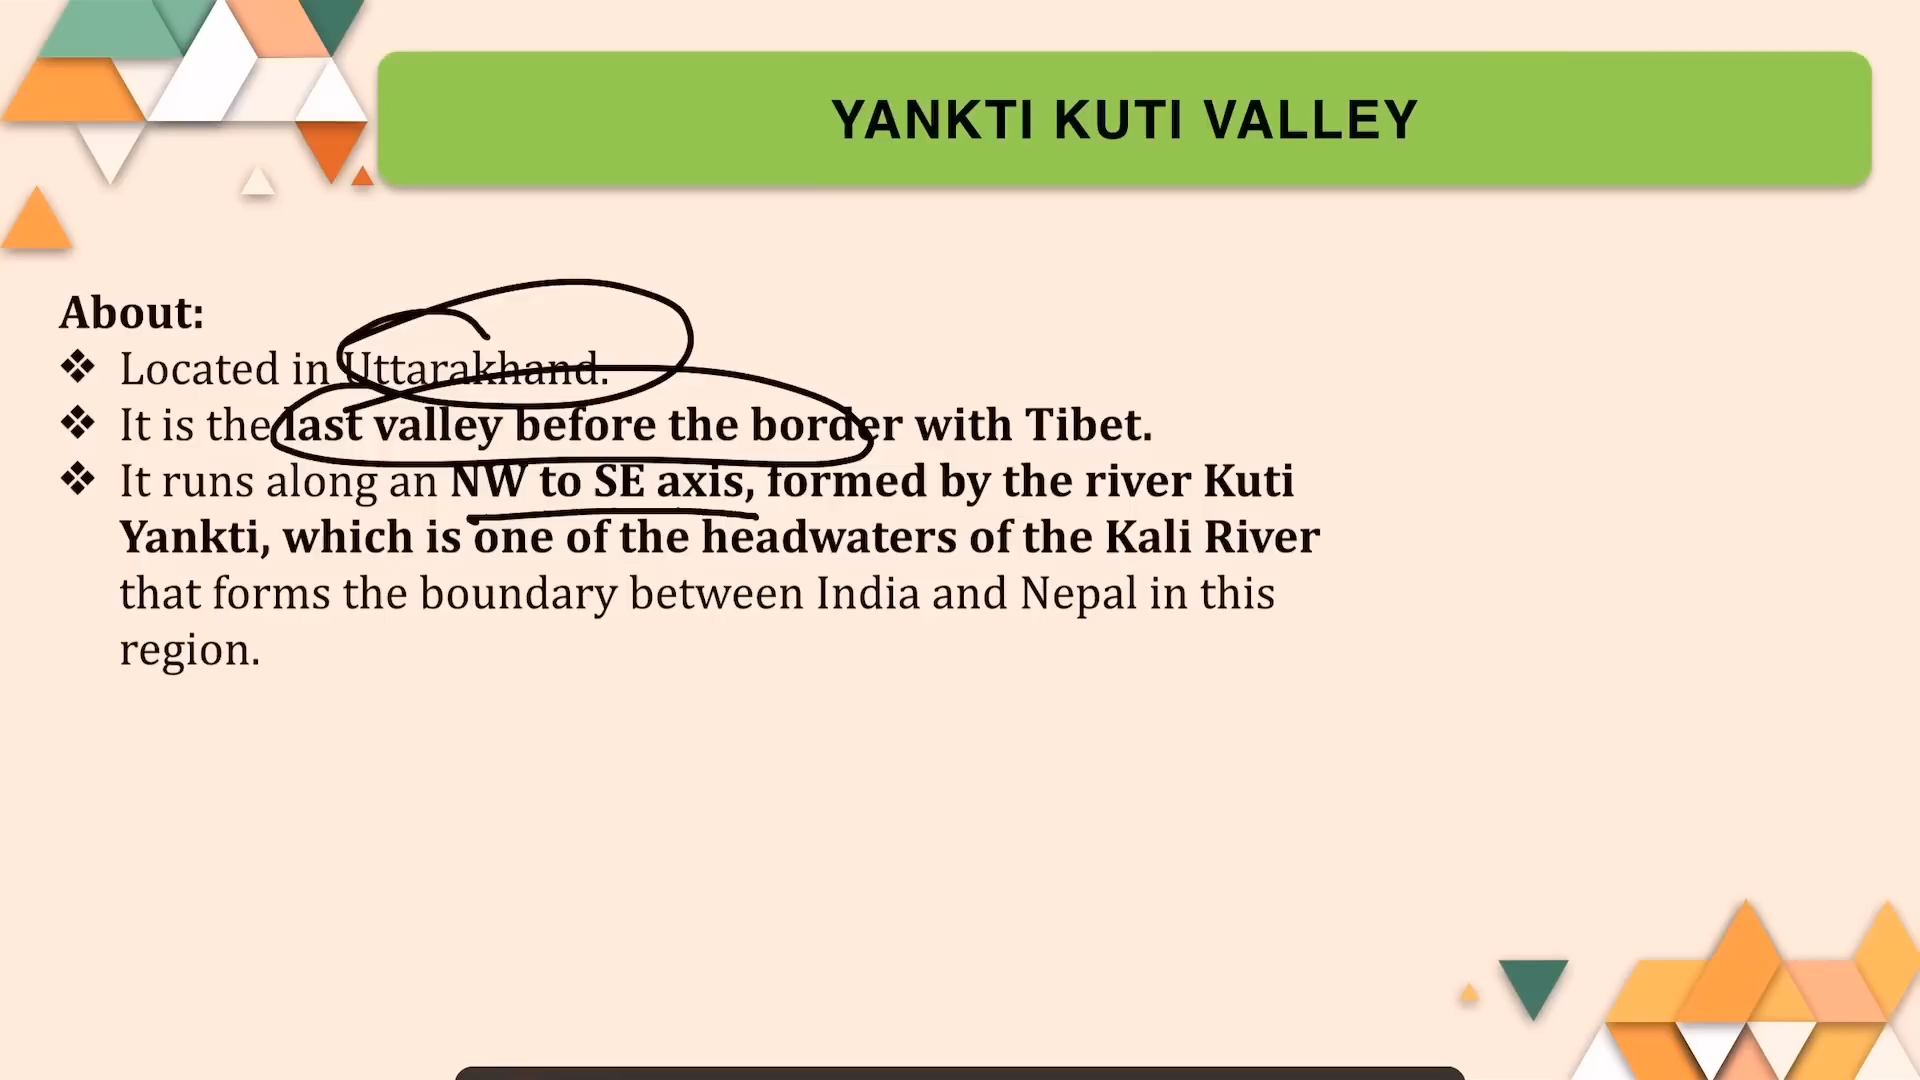 YANKTI KUTI VALLEY
About:
❖ Located in Uttarakhand.
❖ It is the last valley before the border with Tibet.
❖ It runs along an NW to SE axis, formed by the river Kuti
Yankti, which is one of the headwaters of the Kali River
that forms the boundary between India and Nepal in this
region.